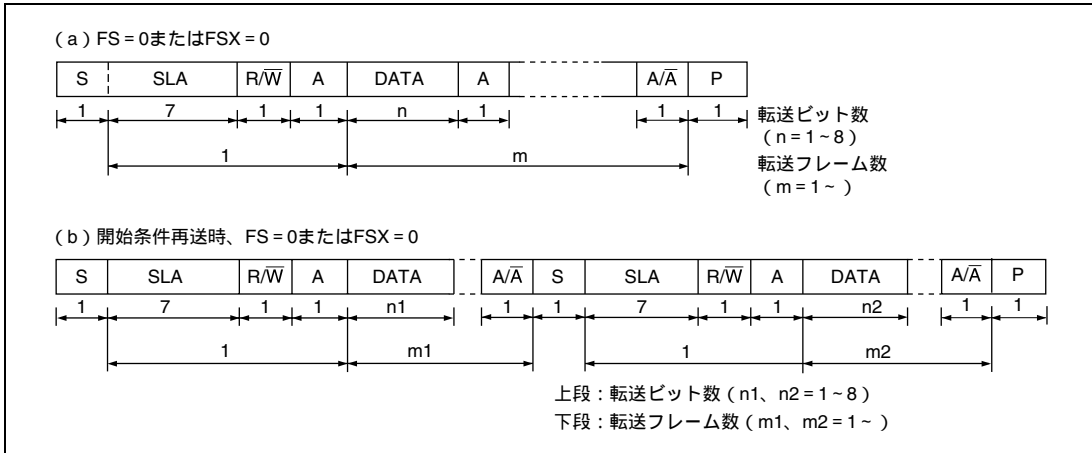 (a) FS=0またはFSX=0
S SLA R/W̅ A DATA A A/A̅ P
1 7 1 1 n 1 1 1 転送ビット数
(n=1~8)
1 m 転送フレーム数
(m=1~ )
(b) 開始条件再送時、FS=0またはFSX=0
S SLA R/W̅ A DATA A/A̅ S SLA R/W̅ A DATA A/A̅ P
1 7 1 1 n1 1 1 7 1 1 n2 1 1
1 m1 1 m2
上段:転送ビット数(n1、n2=1~8)
下段:転送フレーム数(m1、m2=1~ )